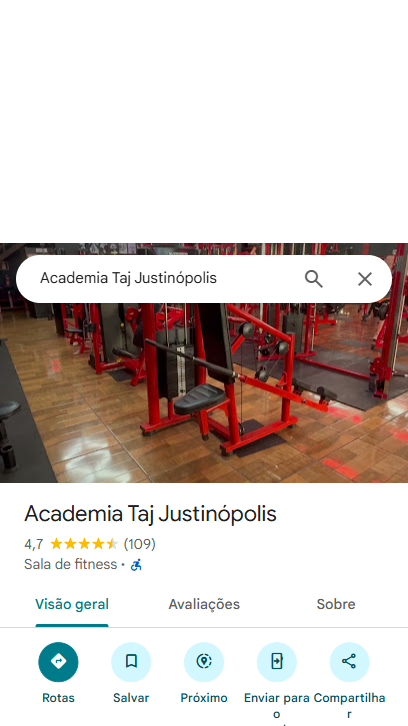 Academia Taj Justinópolis
Academia Taj Justinópolis
4,7 (109)
Sala de fitness ·
Visão geral
Avaliações
Sobre
Rotas
Salvar
Próximo
Enviar para
o
Compartilha
r